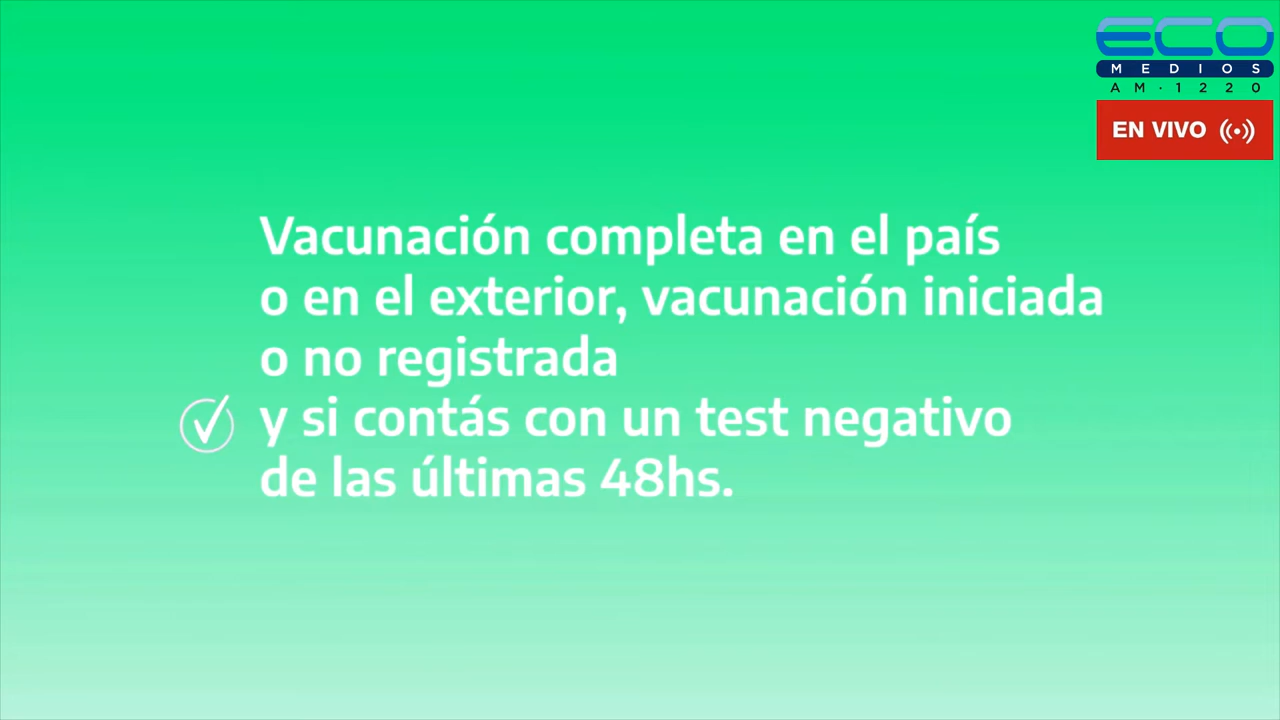 ECO
MEDIOS
AM·1220
EN VIVO
Vacunación completa en el país
o en el exterior, vacunación iniciada
o no registrada
y si contás con un test negativo
de las últimas 48hs.